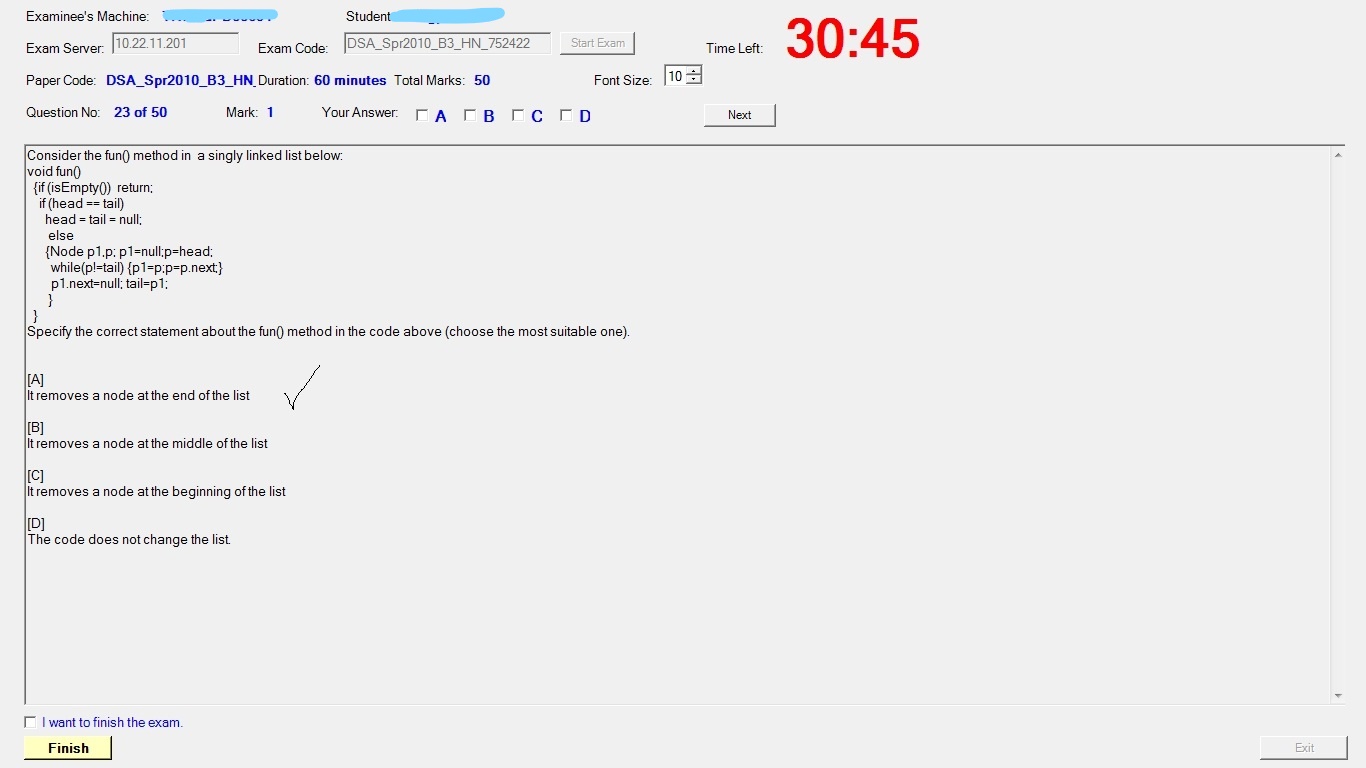 Examinee's Machine:
Student
Exam Server: 10.22.11.201 Exam Code: DSA_Spr2010_B3_HN_752422 Start Exam Time Left: 30:45
Paper Code: DSA_Spr2010_B3_HN_ Duration: 60 minutes Total Marks: 50 Font Size: 10
Question No: 23 of 50 Mark: 1 Your Answer: A B C D Next
Consider the fun() method in a singly linked list below:
void fun()
{if (isEmpty()) return;
if (head == tail)
head = tail = null;
else
{Node p1,p; p1=null;p=head;
while(p!=tail) {p1=p;p=p.next;}
p1.next=null; tail=p1;
}
}
Specify the correct statement about the fun() method in the code above (choose the most suitable one).
[A]
It removes a node at the end of the list
[B]
It removes a node at the middle of the list
[C]
It removes a node at the beginning of the list
[D]
The code does not change the list.
I want to finish the exam.
Finish Exit